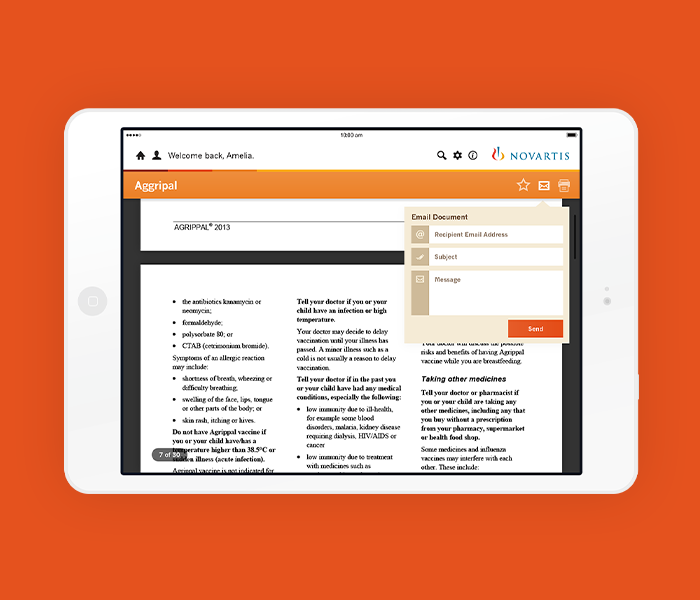 10:00 am
Welcome back, Amelia.
NOVARTIS
Aggripal
AGRIPPAL® 2013
Email Document
@ Recipient Email Address
Subject
Message
Send
• the antibiotics kanamycin or
neomycin;
• formaldehyde;
• polysorbate 80; or
• CTAB (cetrimonium bromide).
Symptoms of an allergic reaction
may include:
• shortness of breath, wheezing or
difficulty breathing;
• swelling of the face, lips, tongue
or other parts of the body; or
• skin rash, itching or hives.
Do not have Agrippal vaccine if
you or your child have/has a
temperature higher than 38.5°C or
sudden illness (acute infection).
Agrippal vaccine is not indicated for
7 of 30
Tell your doctor if you or your
child have an infection or high
temperature.
Your doctor may decide to delay
vaccination until your illness has
passed. A minor illness such as a
cold is not usually a reason to delay
vaccination.
Tell your doctor if in the past you
or your child have had any medical
conditions, especially the following:
• low immunity due to ill-health,
for example some blood
disorders, malaria, kidney disease
requiring dialysis, HIV/AIDS or
cancer
• low immunity due to treatment
with medicines such as
Your doctor will discuss the possible
risks and benefits of having Agrippal
vaccine while you are breastfeeding.
Taking other medicines
Tell your doctor or pharmacist if
you or your child are taking any
other medicines, including any that
you buy without a prescription
from your pharmacy, supermarket
or health food shop.
Some medicines and influenza
vaccines may interfere with each
other. These include: